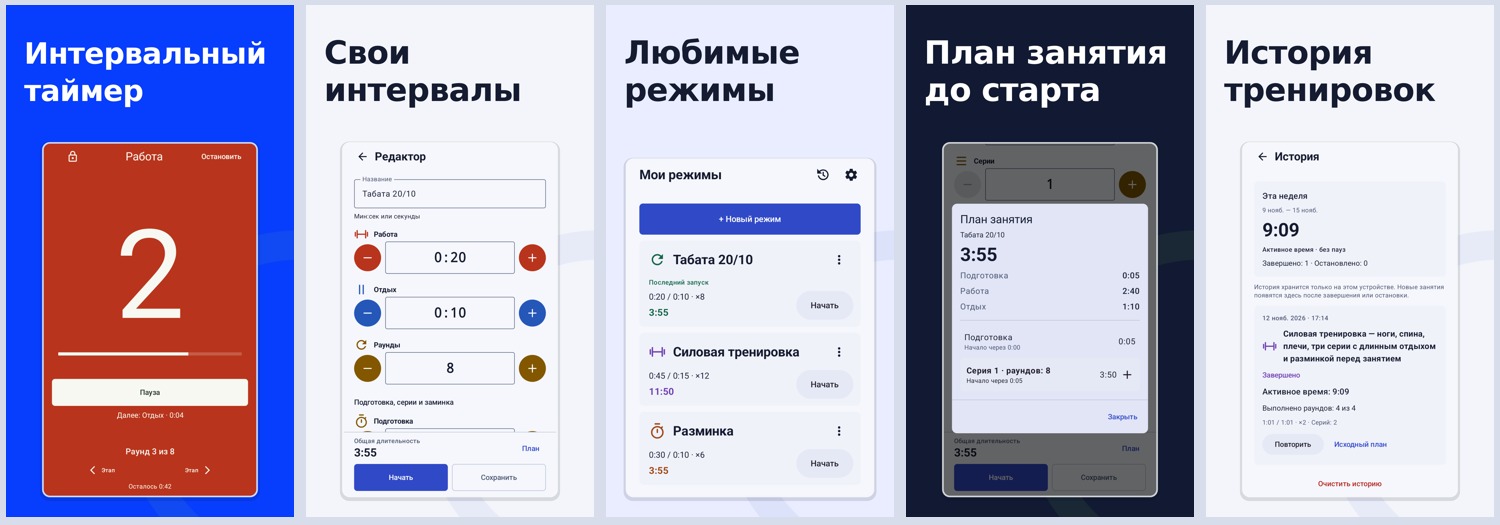 Интервальный
таймер
Работа
Остановить
2
Пауза
Далее: Отдых · 0:04
Раунд 3 из 8
Этап
Этап
Осталось 0:42
Свои
интервалы
Редактор
Название
Табата 20/10
Мин:сек или секунды
Работа
0:20
Отдых
0:10
Раунды
8
Подготовка, серии и заминка
Подготовка
Общая длительность
3:55
План
Начать
Сохранить
Любимые
режимы
Мои режимы
+ Новый режим
Табата 20/10
Последний запуск
0:20 / 0:10 · ×8
3:55
Начать
Силовая тренировка
0:45 / 0:15 · ×12
11:50
Начать
Разминка
0:30 / 0:10 · ×6
3:55
Начать
План занятия
до старта
Серии
1
План занятия
Табата 20/10
3:55
Подготовка 0:05
Работа 2:40
Отдых 1:10
Подготовка
Начало через 0:00
0:05
Серия 1 · раундов: 8
Начало через 0:05
3:50
Закрыть
Общая длительность
3:55
План
Начать
Сохранить
История
тренировок
История
Эта неделя
9 нояб. – 15 нояб.
9:09
Активное время · без пауз
Завершено: 1 · Остановлено: 0
История хранится только на этом устройстве. Новые занятия
появятся здесь после завершения или остановки.
12 нояб. 2026 · 17:14
Силовая тренировка — ноги, спина,
плечи, три серии с длинным отдыхом
и разминкой перед занятием
Завершено
Активное время: 9:09
Выполнено раундов: 4 из 4
1:01 / 1:01 · ×2 · Серий: 2
Повторить
Исходный план
Очистить историю